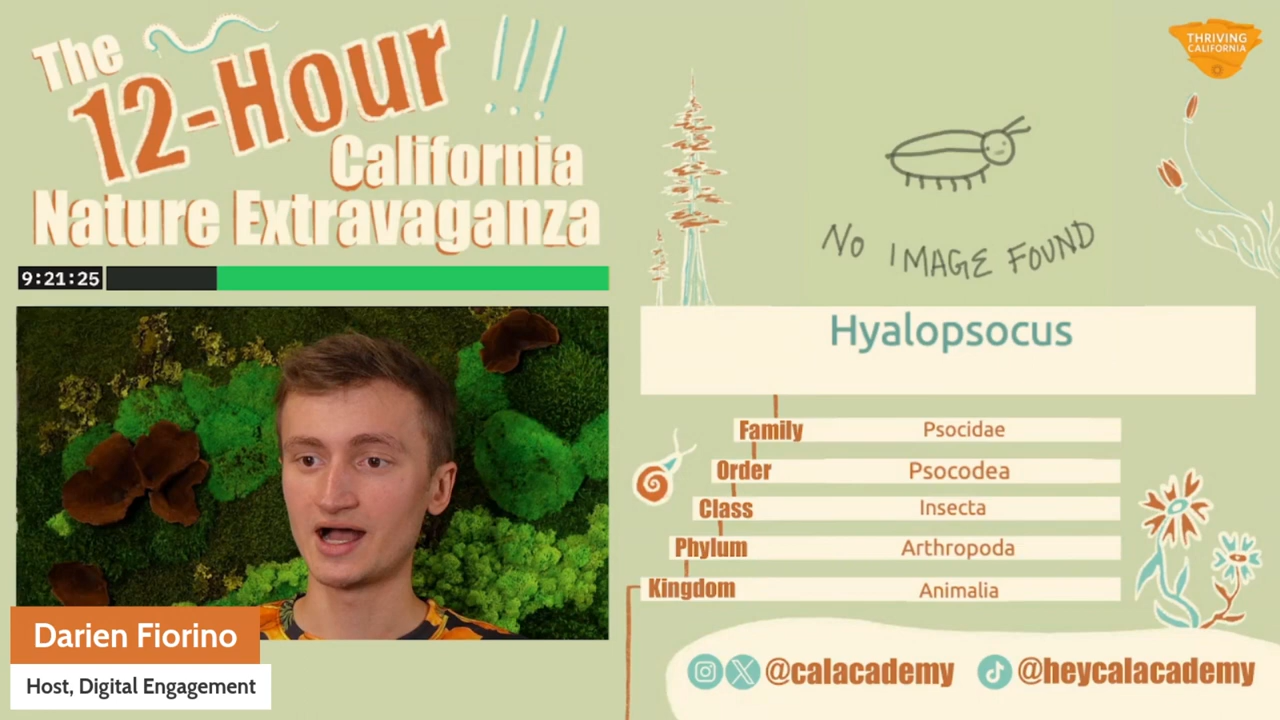 The
12-Hour !!!
California
Nature Extravaganza
9:21:25
Darien Fiorino
Host, Digital Engagement
THRIVING
CALIFORNIA
NO IMAGE FOUND
Hyalopsocus
Family Psocidae
Order Psocodea
Class Insecta
Phylum Arthropoda
Kingdom Animalia
@calacademy @heycalacademy